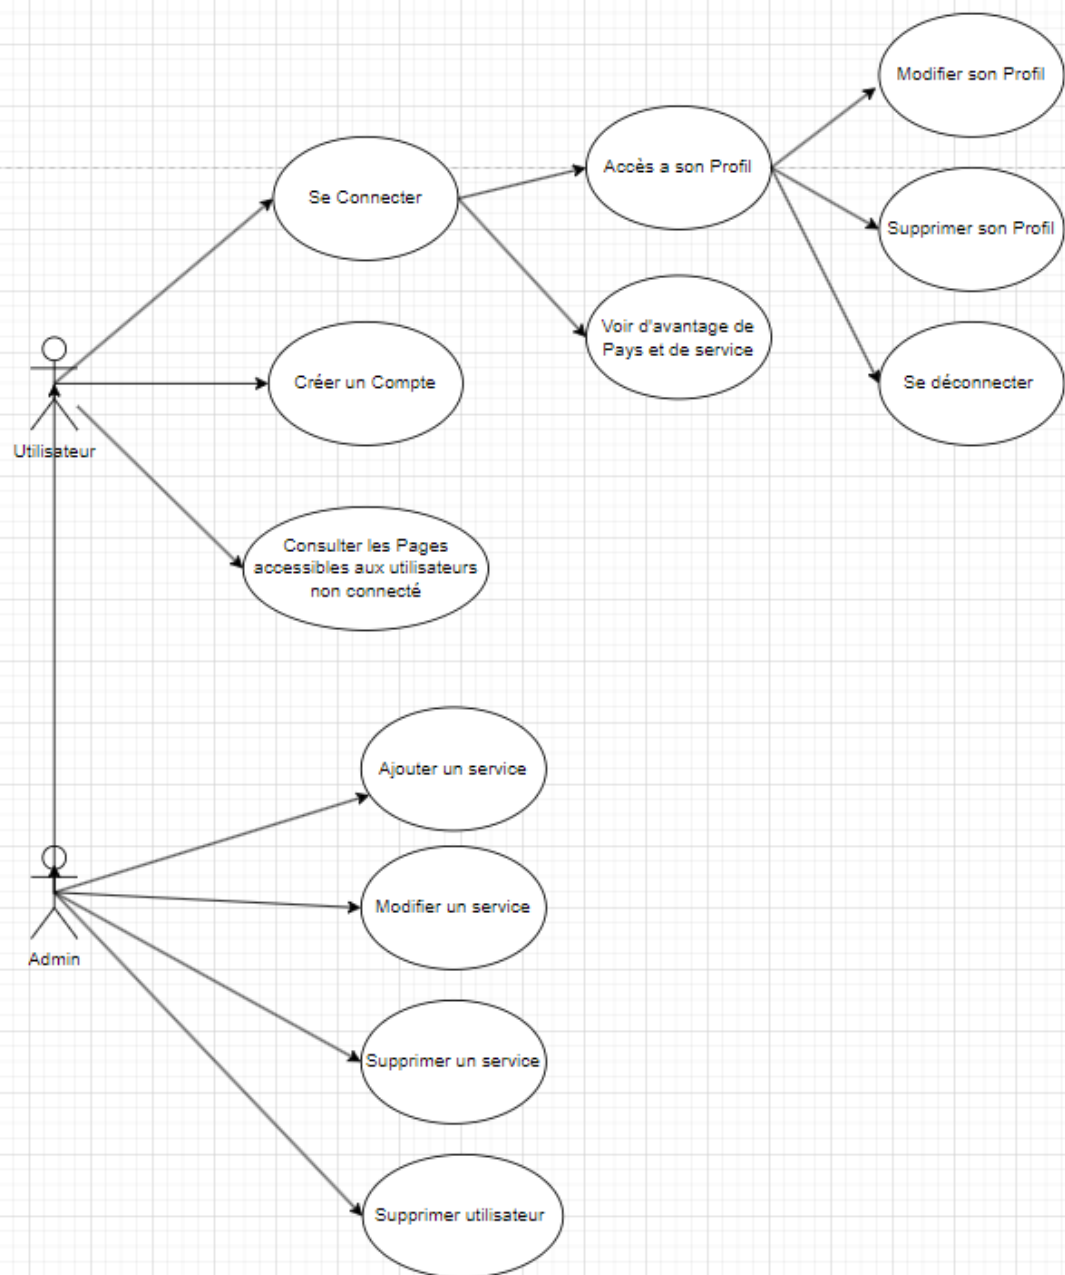 Modifier son Profil
Accès a son Profil
Se Connecter
Supprimer son Profil
Voir d'avantage de
Pays et de service
Créer un Compte
Se déconnecter
Utilisateur
Consulter les Pages
accessibles aux utilisateurs
non connecté
Ajouter un service
Modifier un service
Admin
Supprimer un service
Supprimer utilisateur